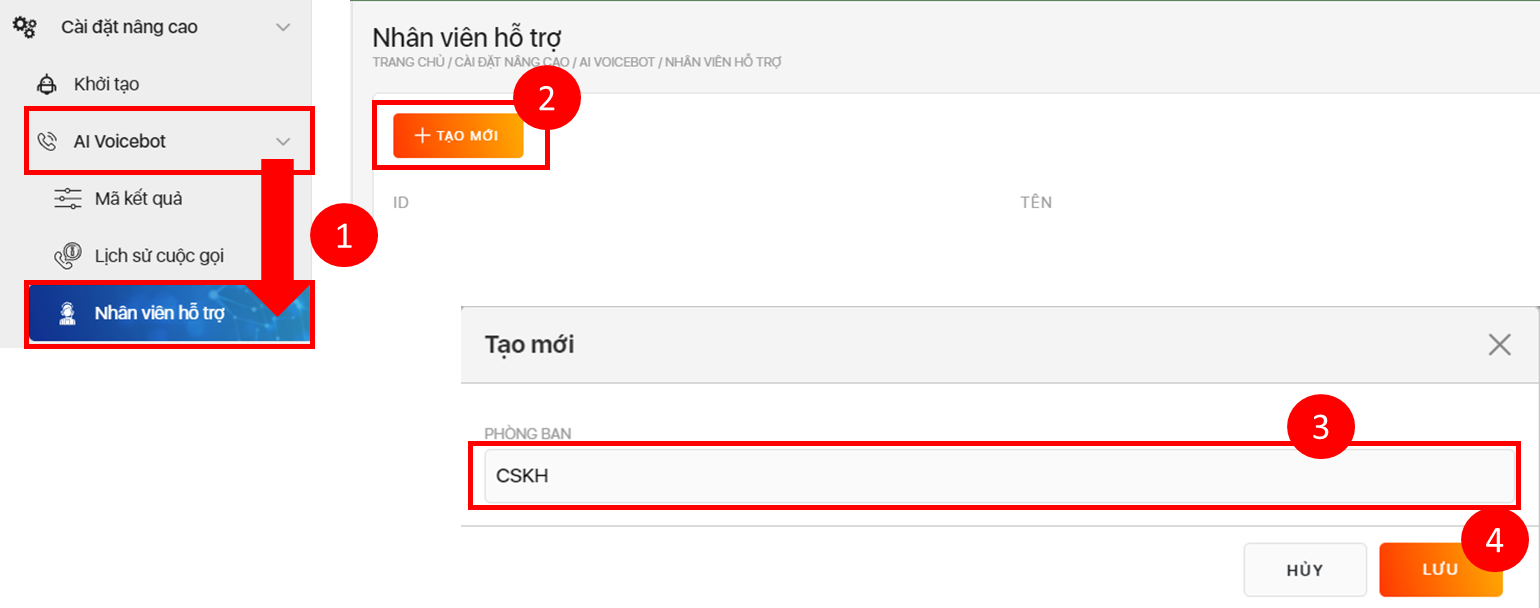 Cài đặt nâng cao
Khởi tạo
AI Voicebot
Mã kết quả
Lịch sử cuộc gọi
Nhân viên hỗ trợ
1
Nhân viên hỗ trợ
TRANG CHỦ / CÀI ĐẶT NÂNG CAO / AI VOICEBOT / NHÂN VIÊN HỖ TRỢ
2
+ TẠO MỚI
ID TÊN
Tạo mới
PHÒNG BAN
3
CSKH
4
HỦY LƯU